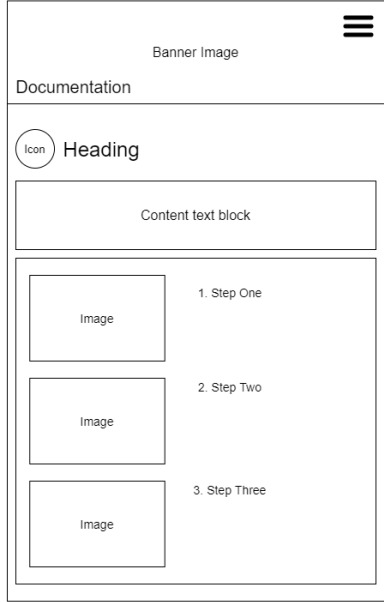 Banner Image
Documentation
Icon
Heading
Content text block
Image
1. Step One
Image
2. Step Two
Image
3. Step Three